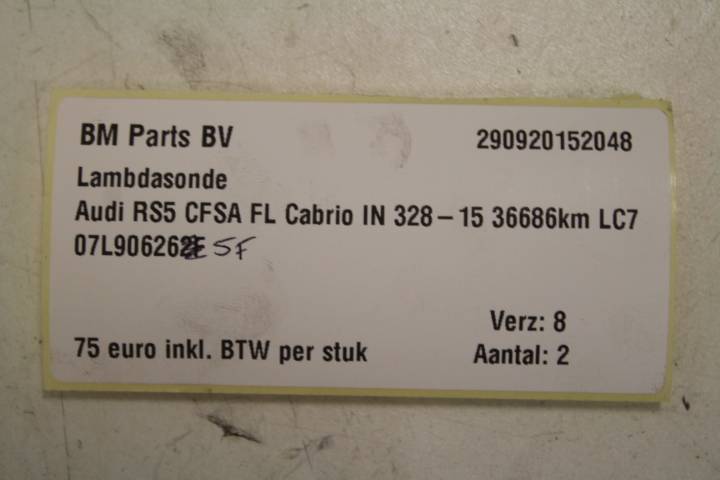 BM Parts BV 290920152048
Lambdasonde
Audi RS5 CFSA FL Cabrio IN 328-15 36686km LC7
07L906262 5F
Verz: 8
75 euro inkl. BTW per stuk Aantal: 2